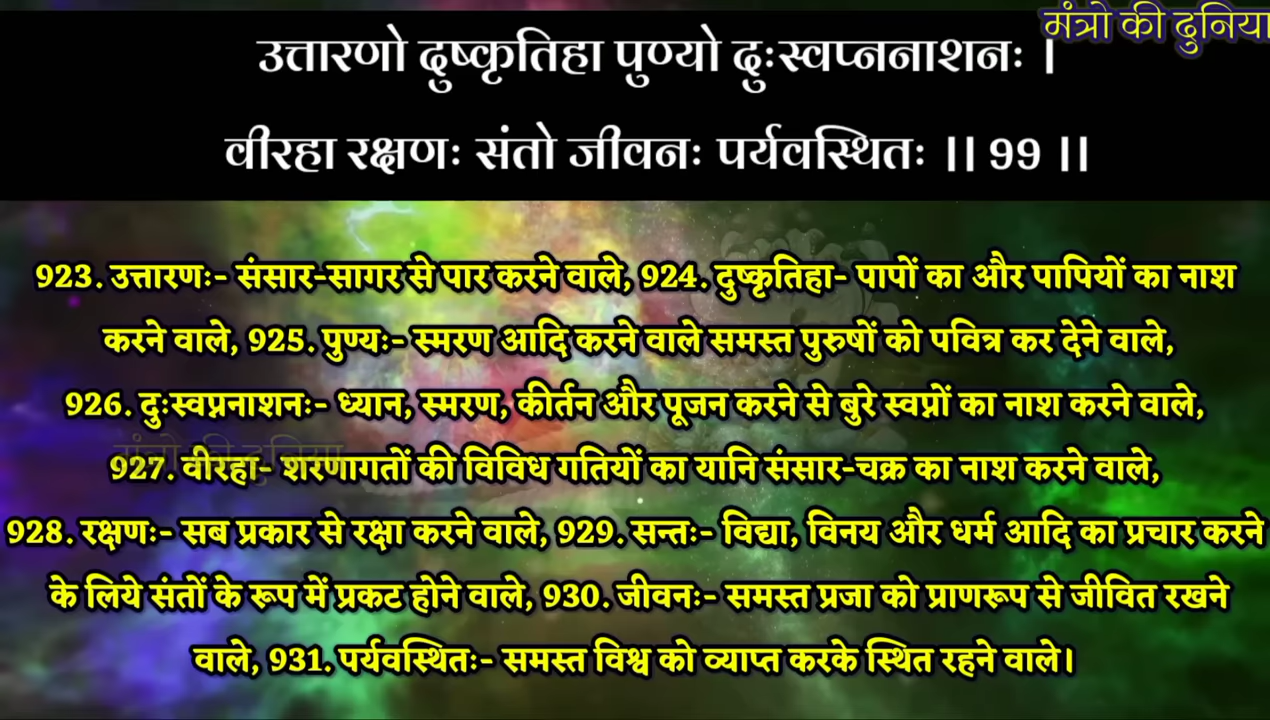 मंत्रो की दुनिया
उत्तारणो दुष्कृतिहा पुण्यो दुःस्वप्ननाशनः ।
वीरहा रक्षणः संतो जीवनः पर्यवस्थितः ।। 99 ।।
923. उत्तारणः- संसार-सागर से पार करने वाले, 924. दुष्कृतिहा- पापों का और पापियों का नाश
करने वाले, 925. पुण्यः- स्मरण आदि करने वाले समस्त पुरुषों को पवित्र कर देने वाले,
926. दुःस्वप्ननाशनः- ध्यान, स्मरण, कीर्तन और पूजन करने से बुरे स्वप्नों का नाश करने वाले,
मंत्रो की दुनिया
927. वीरहा- शरणागतों की विविध गतियों का यानि संसार-चक्र का नाश करने वाले,
928. रक्षणः- सब प्रकार से रक्षा करने वाले, 929. सन्तः- विद्या, विनय और धर्म आदि का प्रचार करने
के लिये संतों के रूप में प्रकट होने वाले, 930. जीवनः- समस्त प्रजा को प्राणरूप से जीवित रखने
वाले, 931. पर्यवस्थितः- समस्त विश्व को व्याप्त करके स्थित रहने वाले।